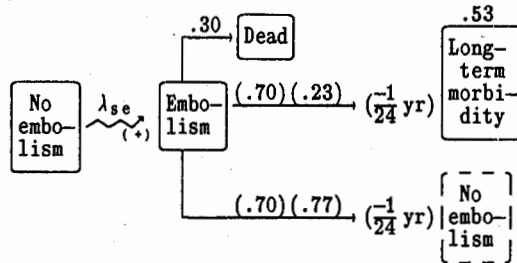 .30
Dead
.53
Long-
term
morbi-
dity
No
embo-
lism
λse
(+)
Embo-
lism
(.70)(.23)
(-1/24 yr)
(.70)(.77)
(-1/24 yr)
No
embo-
lism